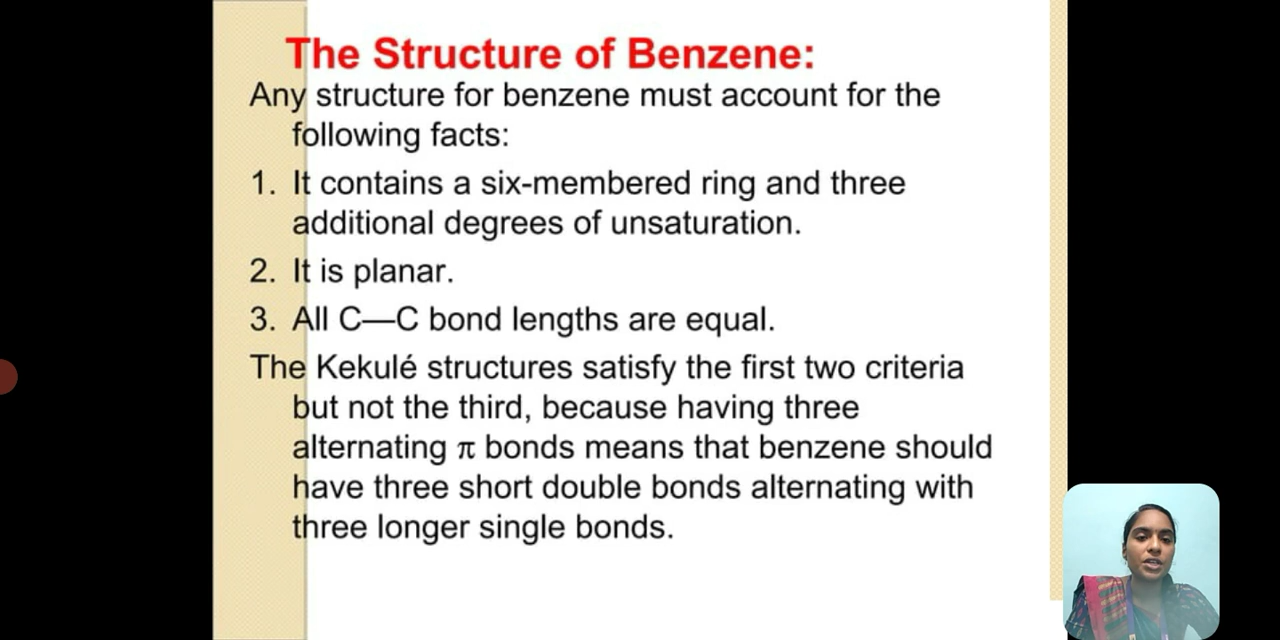 The Structure of Benzene:
Any structure for benzene must account for the
following facts:
1. It contains a six-membered ring and three
additional degrees of unsaturation.
2. It is planar.
3. All C—C bond lengths are equal.
The Kekulé structures satisfy the first two criteria
but not the third, because having three
alternating π bonds means that benzene should
have three short double bonds alternating with
three longer single bonds.